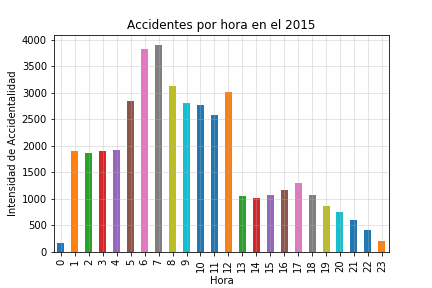 Accidentes por hora en el 2015
Intensidad de Accidentalidad
4000
3500
3000
2500
2000
1500
1000
500
0
0 1 2 3 4 5 6 7 8 9 10 11 12 13 14 15 16 17 18 19 20 21 22 23
Hora